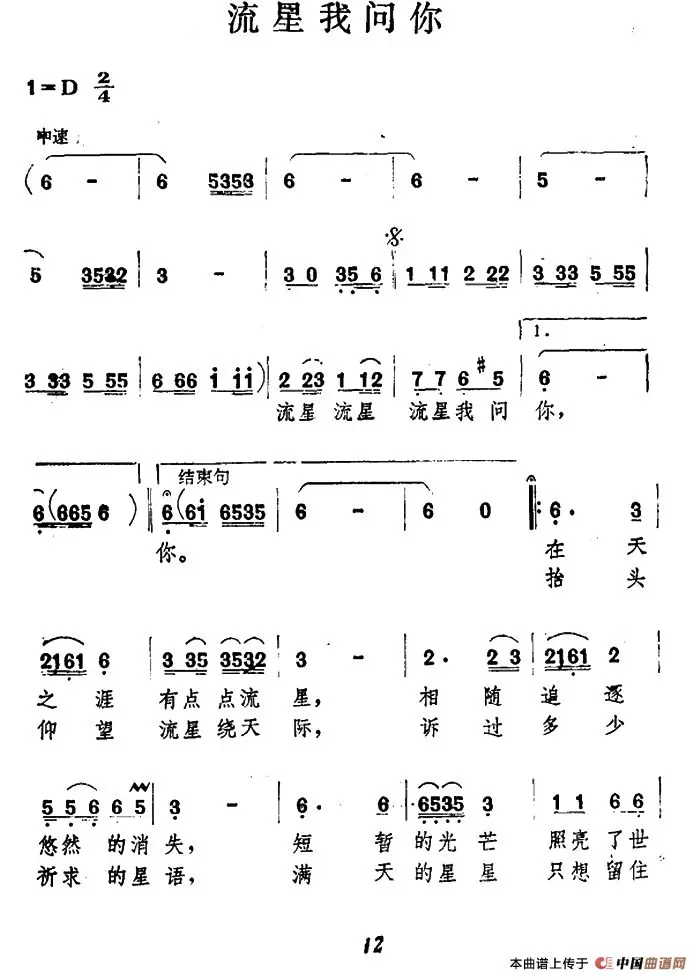 流星我问你
1=D 2/4
中速
(6 - | 6 5353 | 6 - | 6 - | 5 - |
5 3532 | 3 - | 3 0 35 6 | 1 11 2 22 | 3 33 5 55 |
1.
3 33 5 55 | 6 66 i ii) | 2 23 1 12 | 7 7 6 #5 | 6 - |
流星 流星 流星我问 你,
结束句
6 (6665 6) || 6 (6i 6535 | 6 - | 6 0 |: 6. 3 |
你。 在 天
抬 头
2161 6 | 3 35 3532 | 3 - | 2. 2 3 | 2161 2 |
之 涯 有点点流 星, 相 随 追 逐
仰 望 流星绕天 际, 诉 过 多 少
5 5 6 6 5 | 3 - | 6. 6 | 6535 3 | 1 1 6 6 |
悠然 的消 失, 短 暂 的光 芒 照亮 了世
祈求 的星 语, 满 天 的星 星 只想 留住
12
本曲谱上传于 中国曲谱网